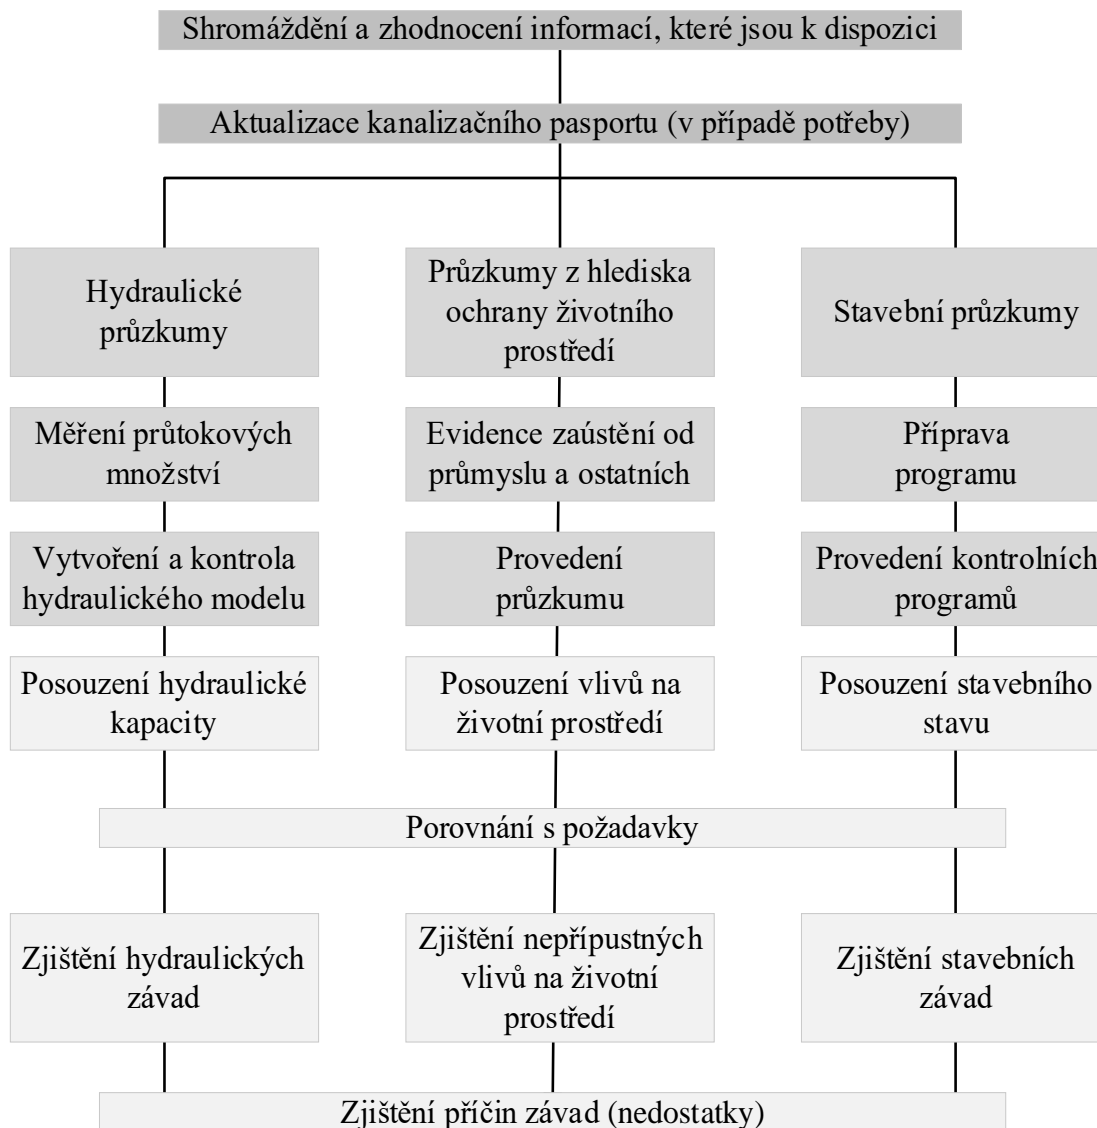 Shromáždění a zhodnocení informací, které jsou k dispozici
Aktualizace kanalizačního pasportu (v případě potřeby)
Hydraulické
průzkumy
Průzkumy z hlediska
ochrany životního
prostředí
Stavební průzkumy
Měření průtokových
množství
Evidence zaústění od
průmyslu a ostatních
Příprava
programu
Vytvoření a kontrola
hydraulického modelu
Provedení
průzkumu
Provedení kontrolních
programů
Posouzení hydraulické
kapacity
Posouzení vlivů na
životní prostředí
Posouzení stavebního
stavu
Porovnání s požadavky
Zjištění hydraulických
závad
Zjištění nepřípustných
vlivů na životní
prostředí
Zjištění stavebních
závad
Zjištění příčin závad (nedostatky)